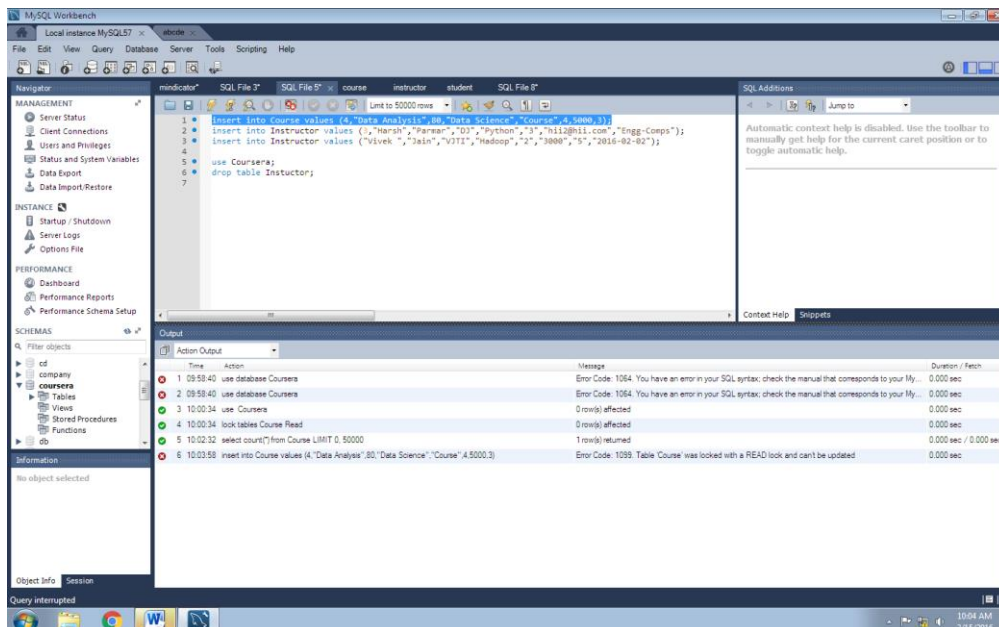 MySQL Workbench
Local instance MySQL57 × abcde ×
File Edit View Query Database Server Tools Scripting Help
Navigator
mindicator* SQL File 3* SQL File 5* × course instructor student SQL File 8*
SQL Additions
MANAGEMENT
Server Status
Client Connections
Users and Privileges
Status and System Variables
Data Export
Data Import/Restore
INSTANCE
Startup / Shutdown
Server Logs
Options File
PERFORMANCE
Dashboard
Performance Reports
Performance Schema Setup
SCHEMAS
Filter objects
cd
company
coursera
Tables
Views
Stored Procedures
Functions
db
Information
No object selected
Object Info Session
Limit to 50000 rows
1 insert into Course values (4,"Data Analysis",80,"Data Science","Course",4,5000,3);
2 insert into Instructor values (3,"Harsh","Parmar","DJ","Python","3","hii2@hii.com","Engg-Comps");
3 insert into Instructor values ("Vivek ","Jain","VJTI","Hadoop","2","3000","5","2016-02-02");
4
5 use Coursera;
6 drop table Instuctor;
7
Jump to
Automatic context help is disabled. Use the toolbar to
manually get help for the current caret position or to
toggle automatic help.
Context Help Snippets
Output
Action Output
Time Action Message Duration / Fetch
1 09:58:40 use database Coursera Error Code: 1064. You have an error in your SQL syntax; check the manual that corresponds to your My... 0.000 sec
2 09:58:40 use database Coursera Error Code: 1064. You have an error in your SQL syntax; check the manual that corresponds to your My... 0.000 sec
3 10:00:34 use Coursera 0 row(s) affected 0.000 sec
4 10:00:34 lock tables Course Read 0 row(s) affected 0.000 sec
5 10:02:32 select count(*) from Course LIMIT 0, 50000 1 row(s) returned 0.000 sec / 0.000 se
6 10:03:58 insert into Course values (4,"Data Analysis",80,"Data Science","Course",4,5000,3) Error Code: 1099. Table 'Course' was locked with a READ lock and can't be updated 0.000 sec
Query interrupted
10:04 AM